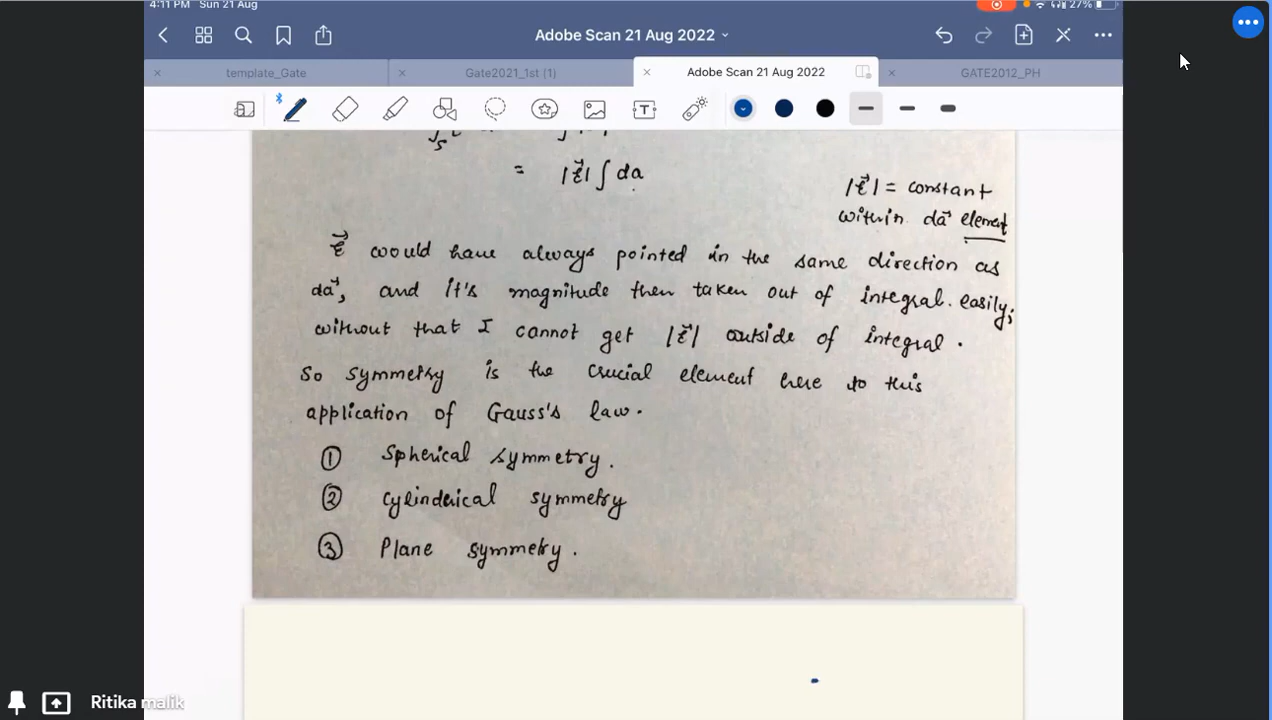 4:11 PM Sun 21 Aug
27%
Adobe Scan 21 Aug 2022
template_Gate
Gate2021_1st (1)
Adobe Scan 21 Aug 2022
GATE2012_PH
= |E⃗| ∫ da
|E⃗| = constant
within da⃗ element
E⃗ would have always pointed in the same direction as
da⃗, and it's magnitude then taken out of integral. easily;
without that I cannot get |E⃗| outside of integral.
So symmetry is the crucial element here to this
application of Gauss's law.
① Spherical symmetry.
② cylinderical symmetry
③ Plane symmetry.
Ritika malik